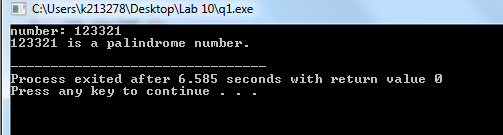 C:\Users\k213278\Desktop\Lab 10\q1.exe
number: 123321
123321 is a palindrome number.
--------------------------------
Process exited after 6.585 seconds with return value 0
Press any key to continue . . .